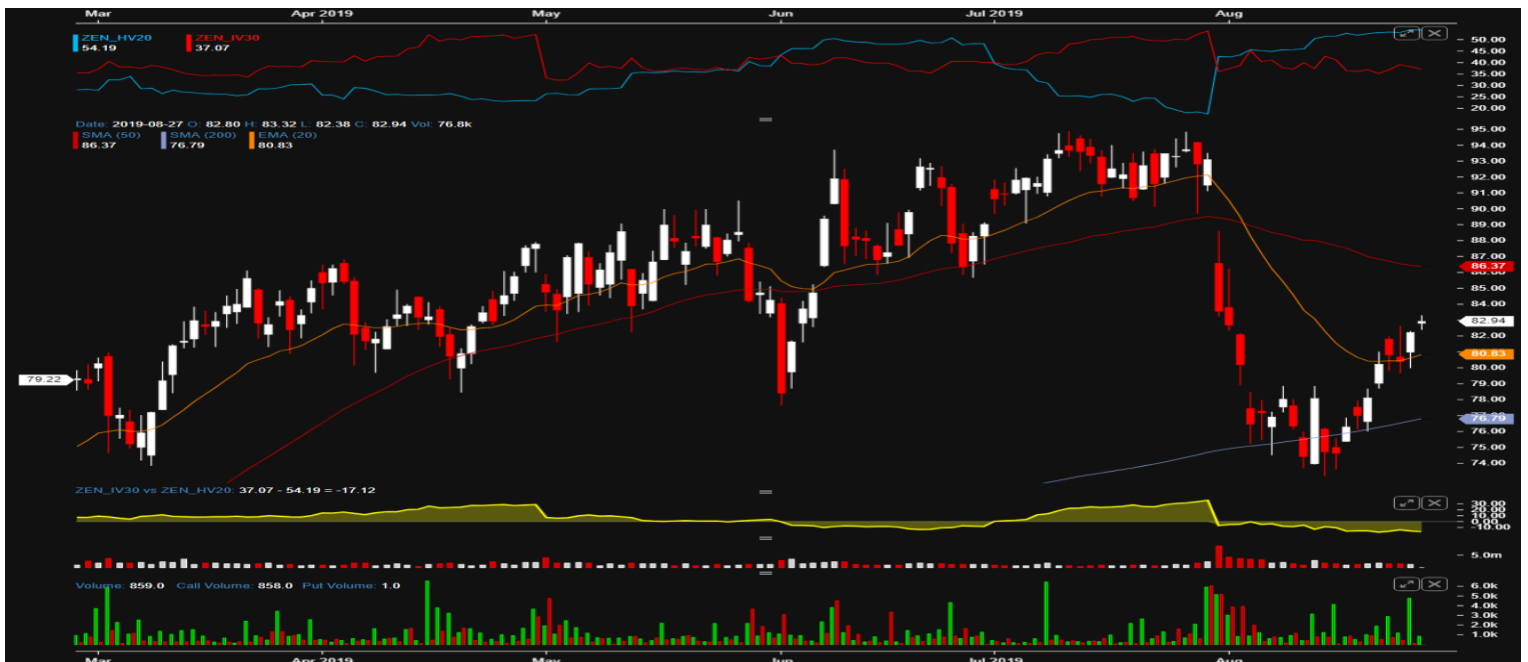 Mar Apr 2019 May Jun Jul 2019 Aug
ZEN_HV20 ZEN_IV30
54.19 37.07
50.00
45.00
40.00
35.00
30.00
25.00
20.00
Date: 2019-08-27 O: 82.80 H: 83.32 L: 82.38 C: 82.94 Vol: 76.8k
SMA (50) SMA (200) EMA (20)
86.37 76.79 80.83
95.00
94.00
93.00
92.00
91.00
90.00
89.00
88.00
87.00
86.37
86.00
85.00
84.00
82.94
82.00
80.83
80.00
79.22
79.00
78.00
77.00
76.79
76.00
75.00
74.00
ZEN_IV30 vs ZEN_HV20: 37.07 - 54.19 = -17.12
30.00
20.00
10.00
0.00
-10.00
5.0m
Volume: 859.0 Call Volume: 858.0 Put Volume: 1.0
6.0k
5.0k
4.0k
3.0k
2.0k
1.0k
Mar Apr 2019 May Jun Jul 2019 Aug